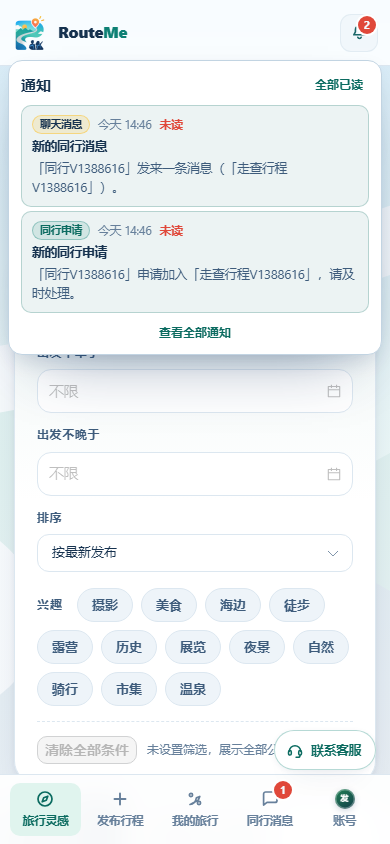 RouteMe
2
通知
全部已读
聊天消息 今天 14:46 未读
新的同行消息
「同行V1388616」发来一条消息（「走查行程
V1388616」）。
同行申请 今天 14:46 未读
新的同行申请
「同行V1388616」申请加入「走查行程V1388616」，请及
时处理。
查看全部通知
不限
出发不晚于
不限
排序
按最新发布
兴趣 摄影 美食 海边 徒步
露营 历史 展览 夜景 自然
骑行 市集 温泉
清除全部条件 未设置筛选，展示全部公
联系客服
1
发
旅行灵感 发布行程 我的旅行 同行消息 账号